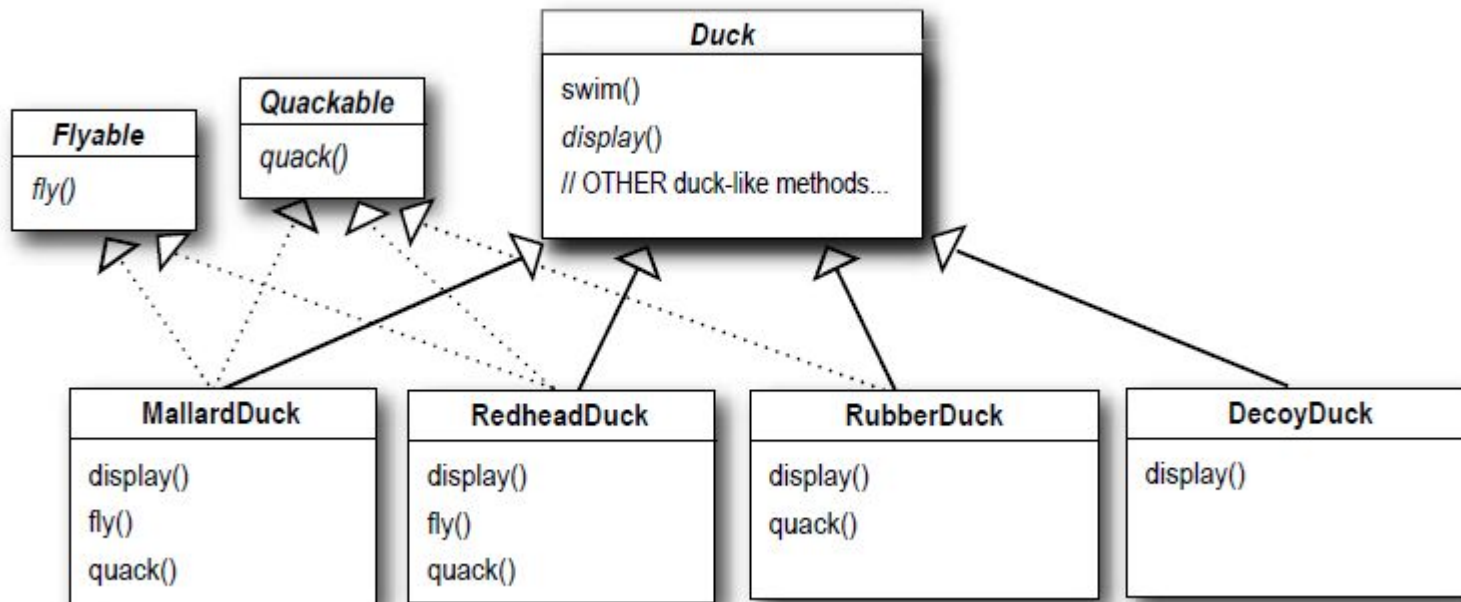 Duck
swim()
display()
// OTHER duck-like methods...
Quackable
quack()
Flyable
fly()
MallardDuck
display()
fly()
quack()
RedheadDuck
display()
fly()
quack()
RubberDuck
display()
quack()
DecoyDuck
display()